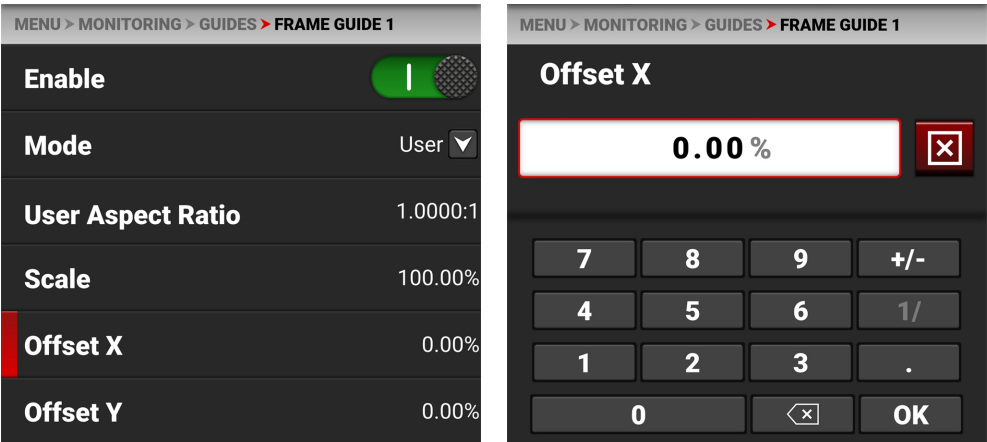 MENU > MONITORING > GUIDES > FRAME GUIDE 1
Enable
Mode User
User Aspect Ratio 1.0000:1
Scale 100.00%
Offset X 0.00%
Offset Y 0.00%
MENU > MONITORING > GUIDES > FRAME GUIDE 1
Offset X
0.00%
7 8 9 +/-
4 5 6 1/
1 2 3 .
0 OK